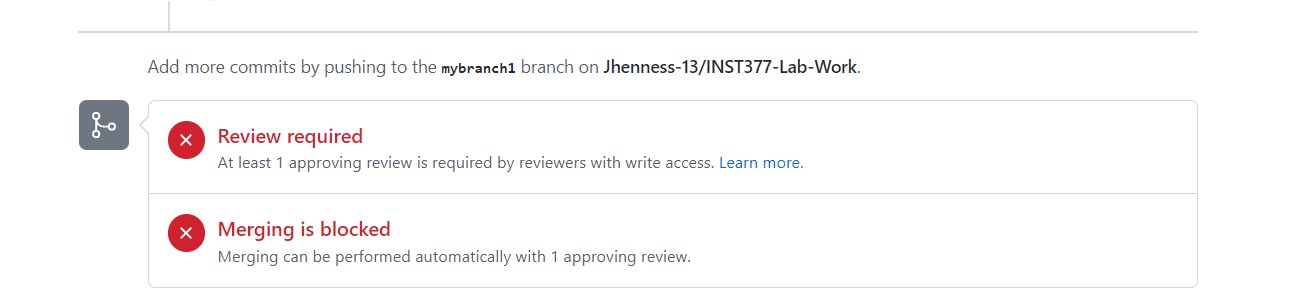 Add more commits by pushing to the mybranch1 branch on Jhenness-13/INST377-Lab-Work.
Review required
At least 1 approving review is required by reviewers with write access. Learn more.
Merging is blocked
Merging can be performed automatically with 1 approving review.